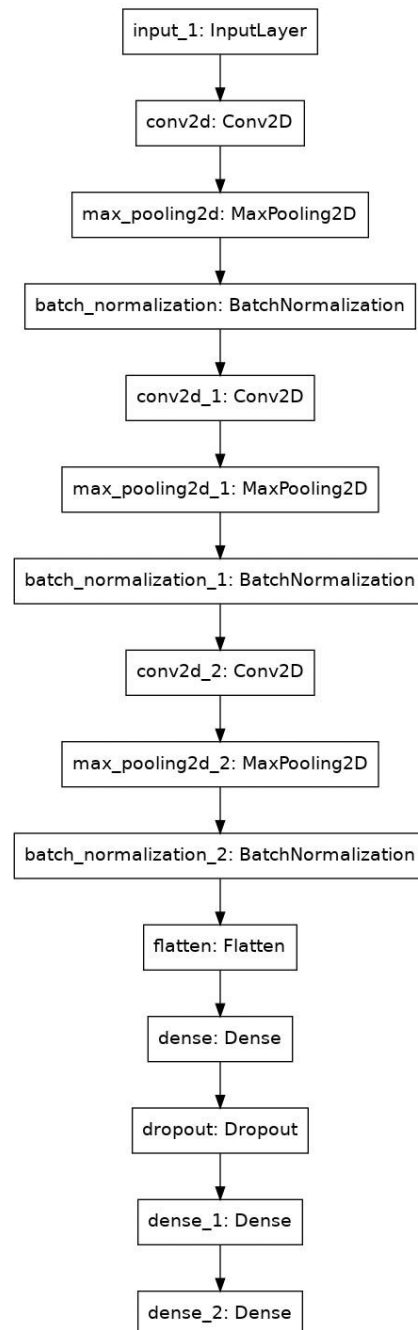 input_1: InputLayer
conv2d: Conv2D
max_pooling2d: MaxPooling2D
batch_normalization: BatchNormalization
conv2d_1: Conv2D
max_pooling2d_1: MaxPooling2D
batch_normalization_1: BatchNormalization
conv2d_2: Conv2D
max_pooling2d_2: MaxPooling2D
batch_normalization_2: BatchNormalization
flatten: Flatten
dense: Dense
dropout: Dropout
dense_1: Dense
dense_2: Dense